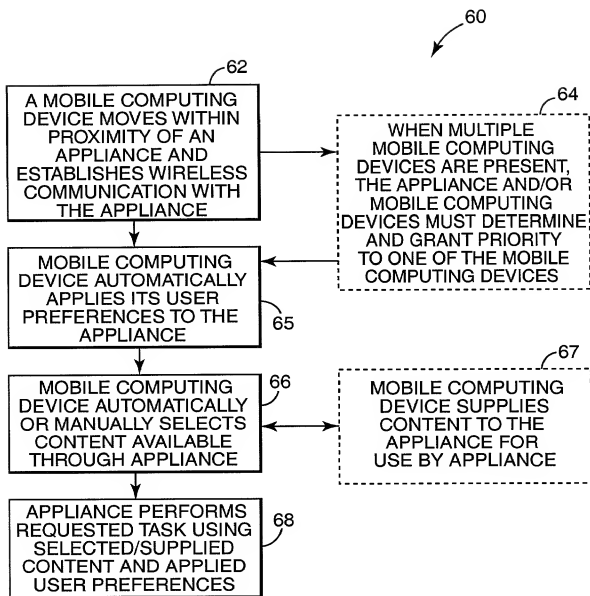 60
62
A MOBILE COMPUTING
DEVICE MOVES WITHIN
PROXIMITY OF AN
APPLIANCE AND
ESTABLISHES WIRELESS
COMMUNICATION WITH
THE APPLIANCE
64
WHEN MULTIPLE
MOBILE COMPUTING
DEVICES ARE PRESENT,
THE APPLIANCE AND/OR
MOBILE COMPUTING
DEVICES MUST DETERMINE
AND GRANT PRIORITY
TO ONE OF THE MOBILE
COMPUTING DEVICES
MOBILE COMPUTING
DEVICE AUTOMATICALLY
APPLIES ITS USER
PREFERENCES TO THE
APPLIANCE
65
MOBILE COMPUTING
DEVICE AUTOMATICALLY
OR MANUALLY SELECTS
CONTENT AVAILABLE
THROUGH APPLIANCE
66
67
MOBILE COMPUTING
DEVICE SUPPLIES
CONTENT TO THE
APPLIANCE FOR
USE BY APPLIANCE
APPLIANCE PERFORMS
REQUESTED TASK USING
SELECTED/SUPPLIED
CONTENT AND APPLIED
USER PREFERENCES
68